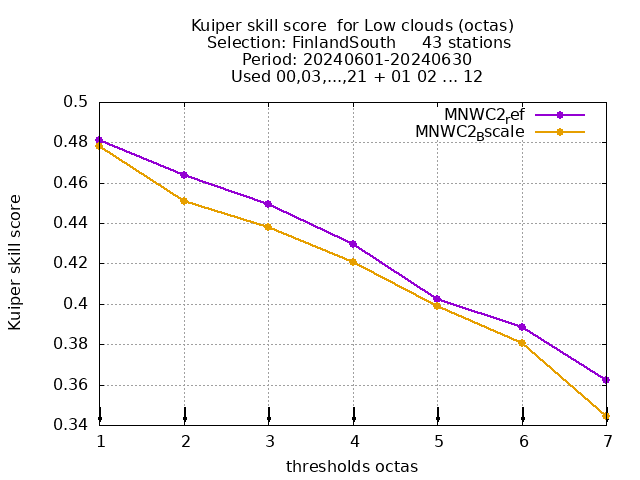 Kuiper skill score  for Low clouds (octas)
Selection: FinlandSouth     43 stations
Period: 20240601-20240630
Used 00,03,...,21 + 01 02 ... 12
MNWC2ref
MNWC2Bscale
0.5
0.48
0.46
0.44
0.42
0.4
0.38
0.36
0.34
Kuiper skill score
1 2 3 4 5 6 7
thresholds octas